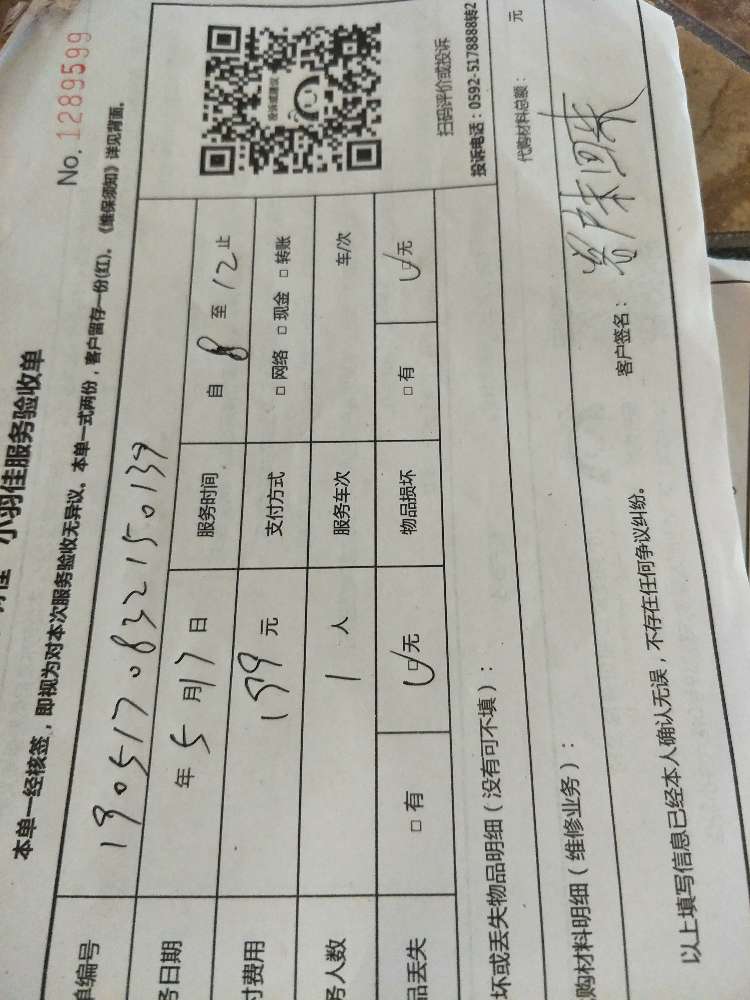 小羽佳服务验收单
No. 1289599
本单一经核签，即视为对本次服务验收无异议。本单一式两份，客户留存一份(红)。《维保须知》详见背面。
单编号 1905170832150139
务日期 年 5 月 17 日 服务时间 自 8 至 12 止
付费用 159 元 支付方式 □ 网络 □ 现金 □ 转账
务人数 1 人 服务车次 车/次
品丢失 □ 有 □ 无 物品损坏 □ 有 □ 无
投诉或建议
扫码评价或投诉
投诉电话：0592-5178888转2
坏或丢失物品明细（没有可不填）：
购材料明细（维修业务）：
代购材料总额： 元
以上填写信息已经本人确认无误，不存在任何争议纠纷。
客户签名：